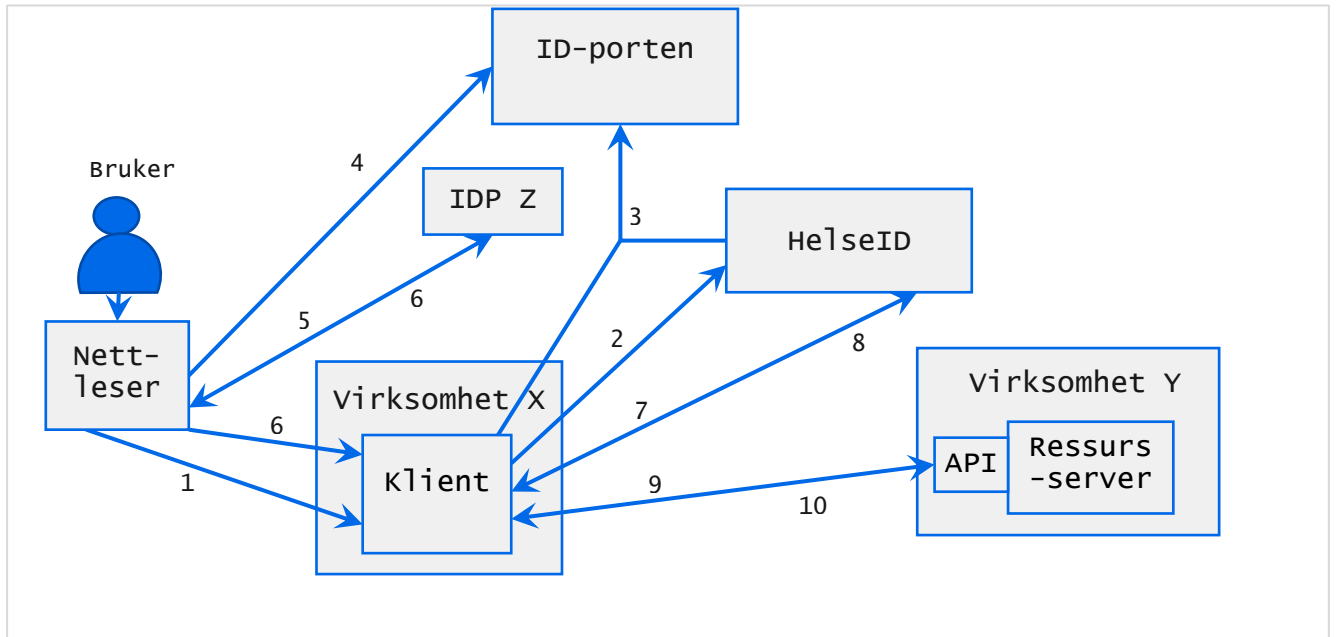 ID-porten
4
Bruker
IDP Z
3
HelseID
6
5
2
8
Nett-
leser
Virksomhet X
Virksomhet Y
7
6
Klient
API
Ressurs
-server
1
9
10